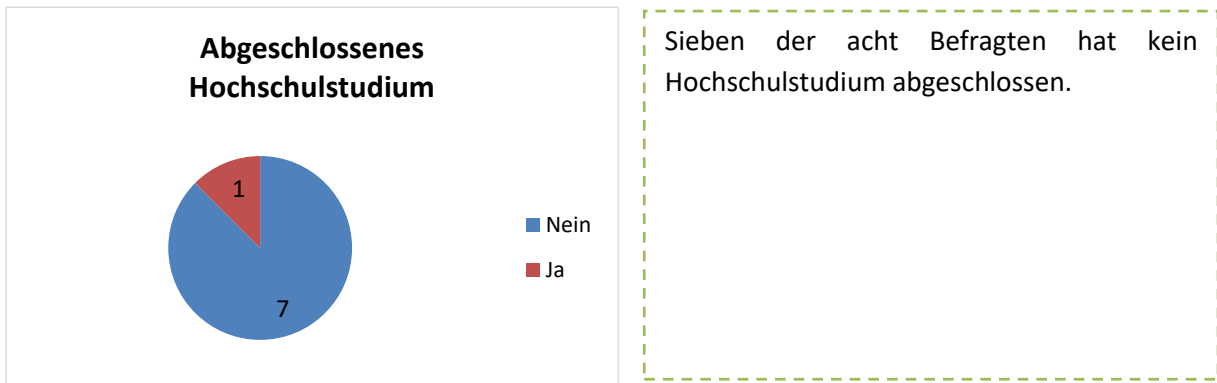 Abgeschlossenes
Hochschulstudium
1
7
Nein
Ja
Sieben der acht Befragten hat kein
Hochschulstudium abgeschlossen.